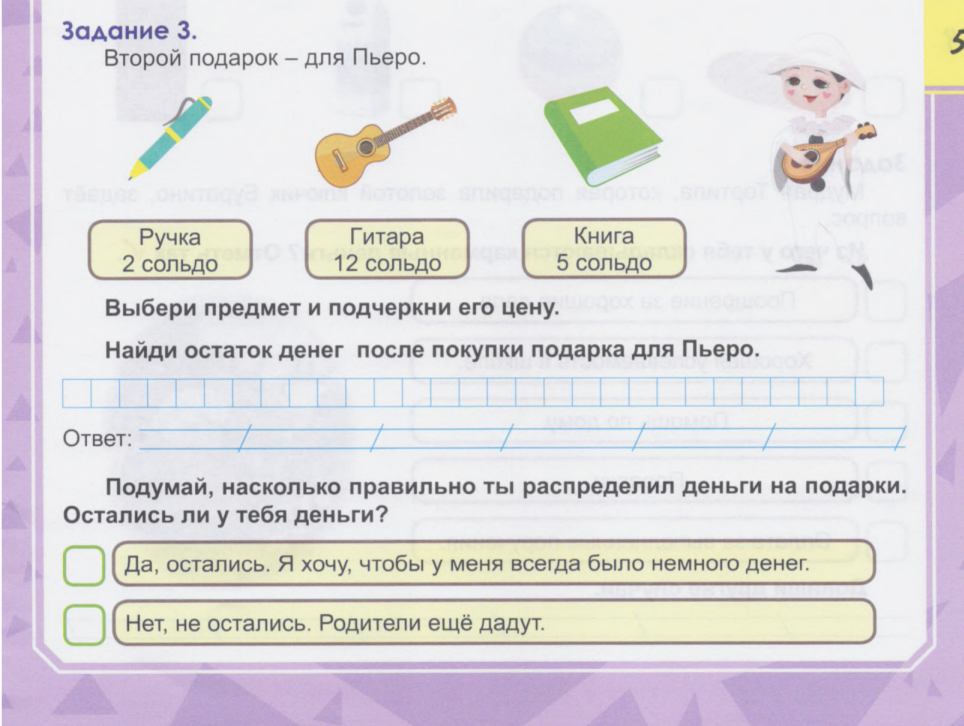 Задание 3.
5
Второй подарок – для Пьеро.
Ручка
2 сольдо
Гитара
12 сольдо
Книга
5 сольдо
Выбери предмет и подчеркни его цену.
Найди остаток денег после покупки подарка для Пьеро.
Ответ:
Подумай, насколько правильно ты распределил деньги на подарки.
Остались ли у тебя деньги?
Да, остались. Я хочу, чтобы у меня всегда было немного денег.
Нет, не остались. Родители ещё дадут.